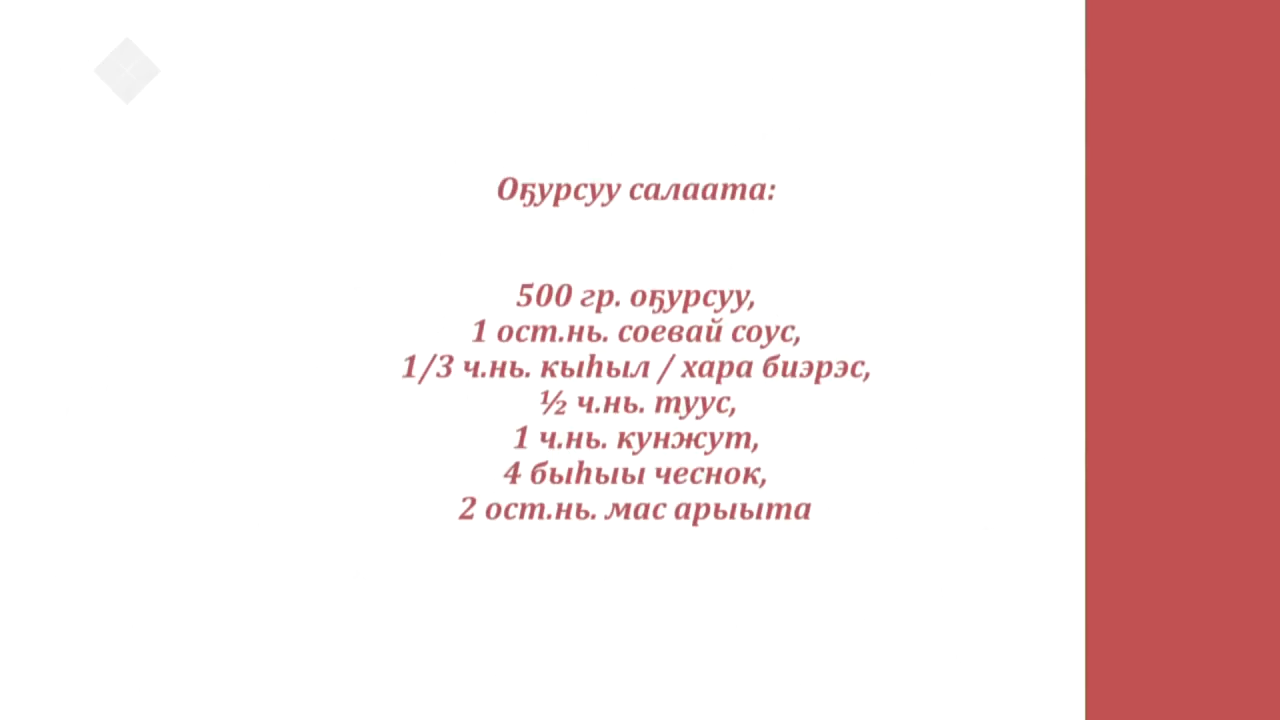 Оҕурсуу салаата:
500 гр. оҕурсуу,
1 ост.нь. соевай соус,
1/3 ч.нь. кыһыл / хара биэрэс,
½ ч.нь. туус,
1 ч.нь. кунжут,
4 быһыы чеснок,
2 ост.нь. мас арыыта